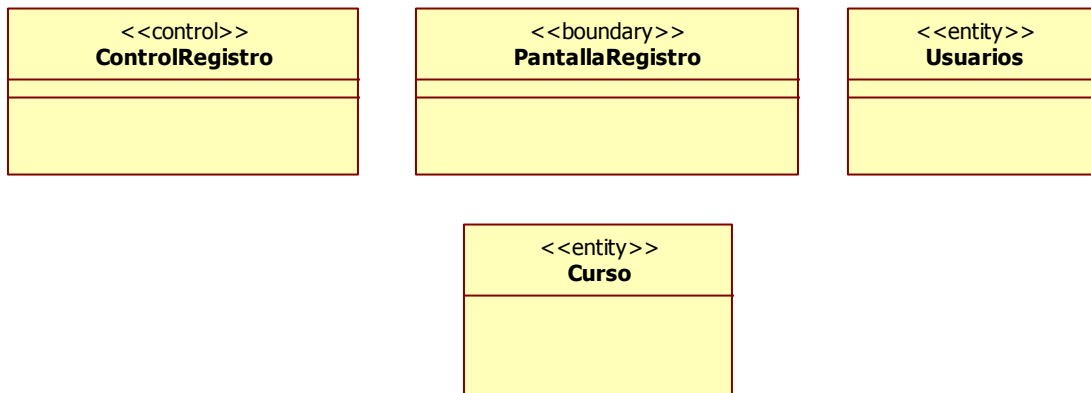 <<control>>
ControlRegistro
<<boundary>>
PantallaRegistro
<<entity>>
Usuarios
<<entity>>
Curso